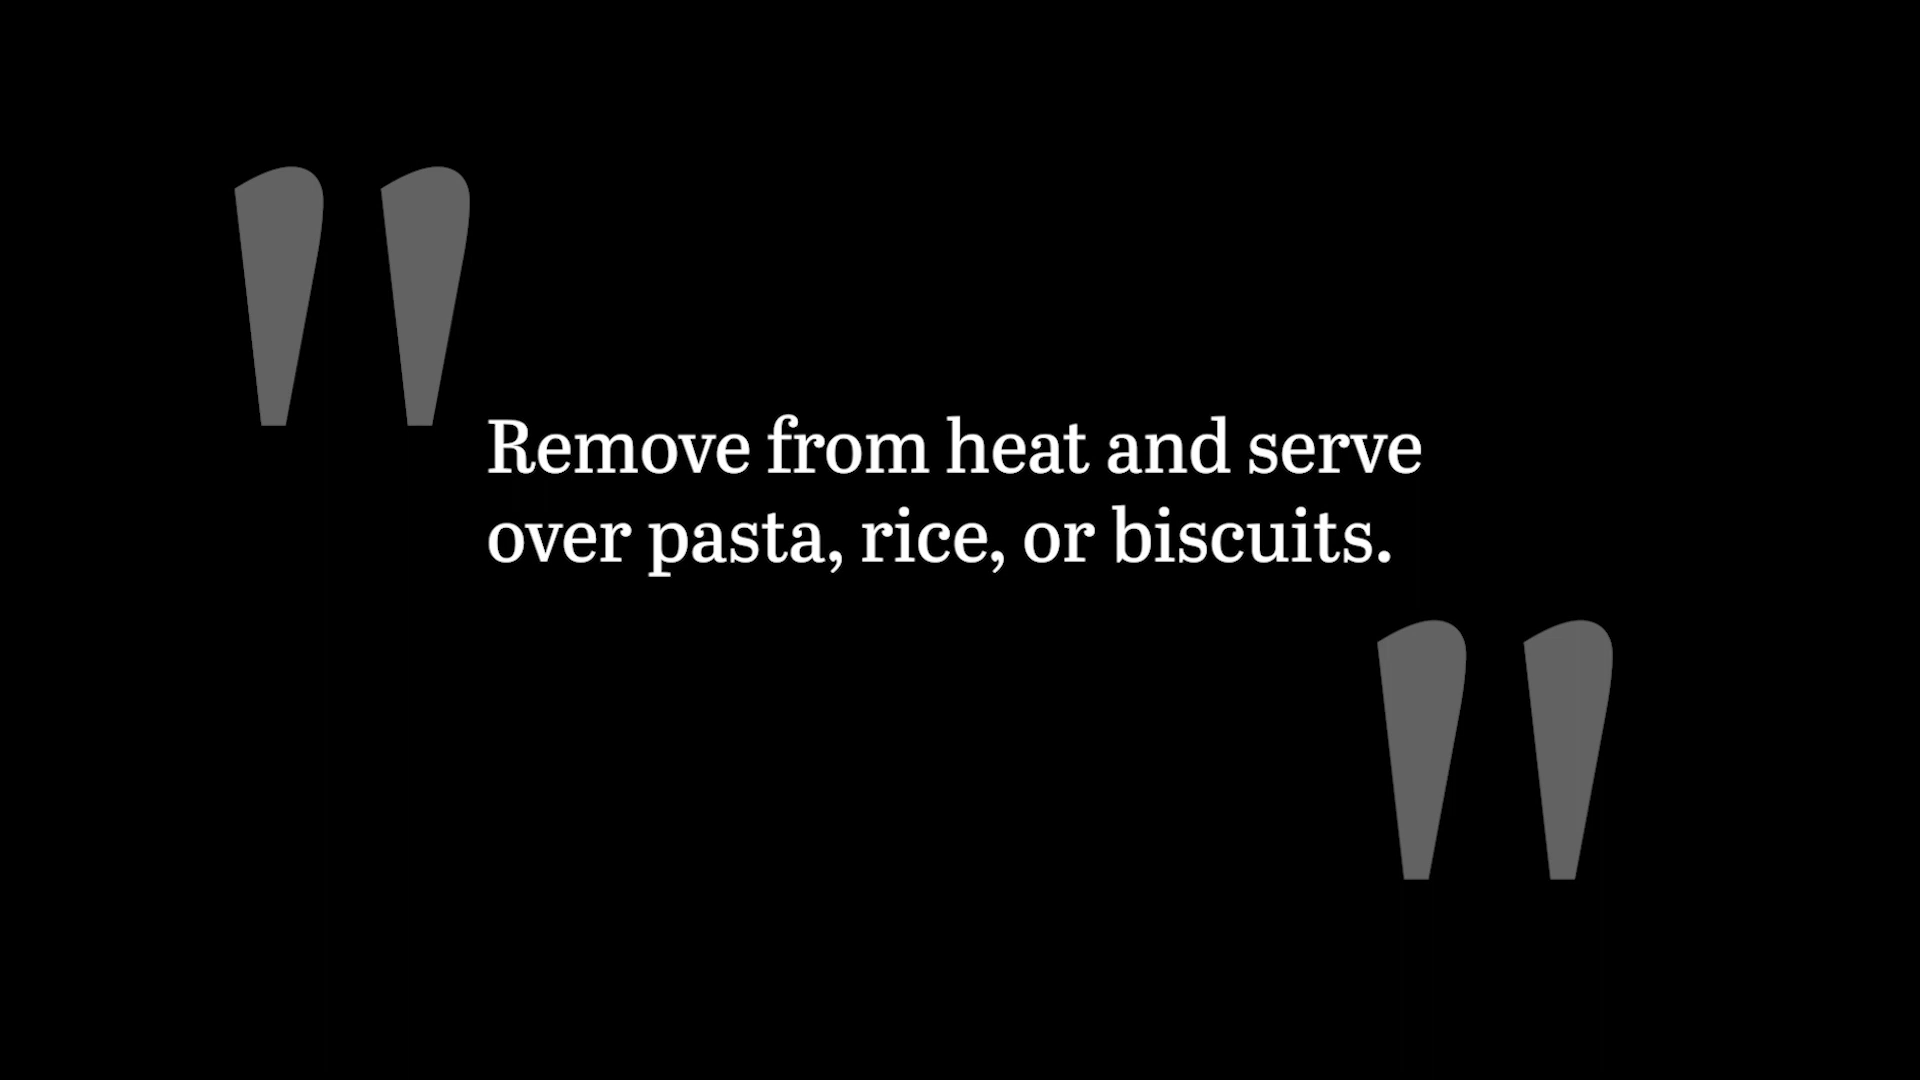 "Remove from heat and serve
over pasta, rice, or biscuits."